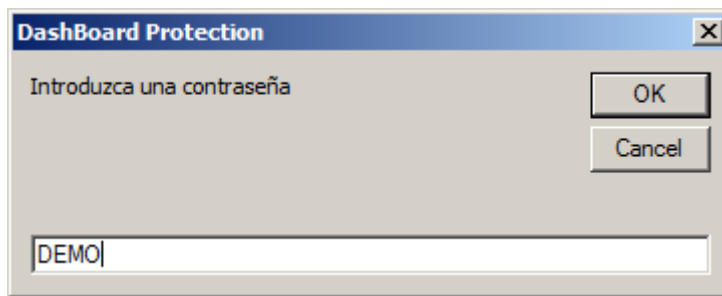 DashBoard Protection
Introduzca una contraseña
OK
Cancel
DEMO